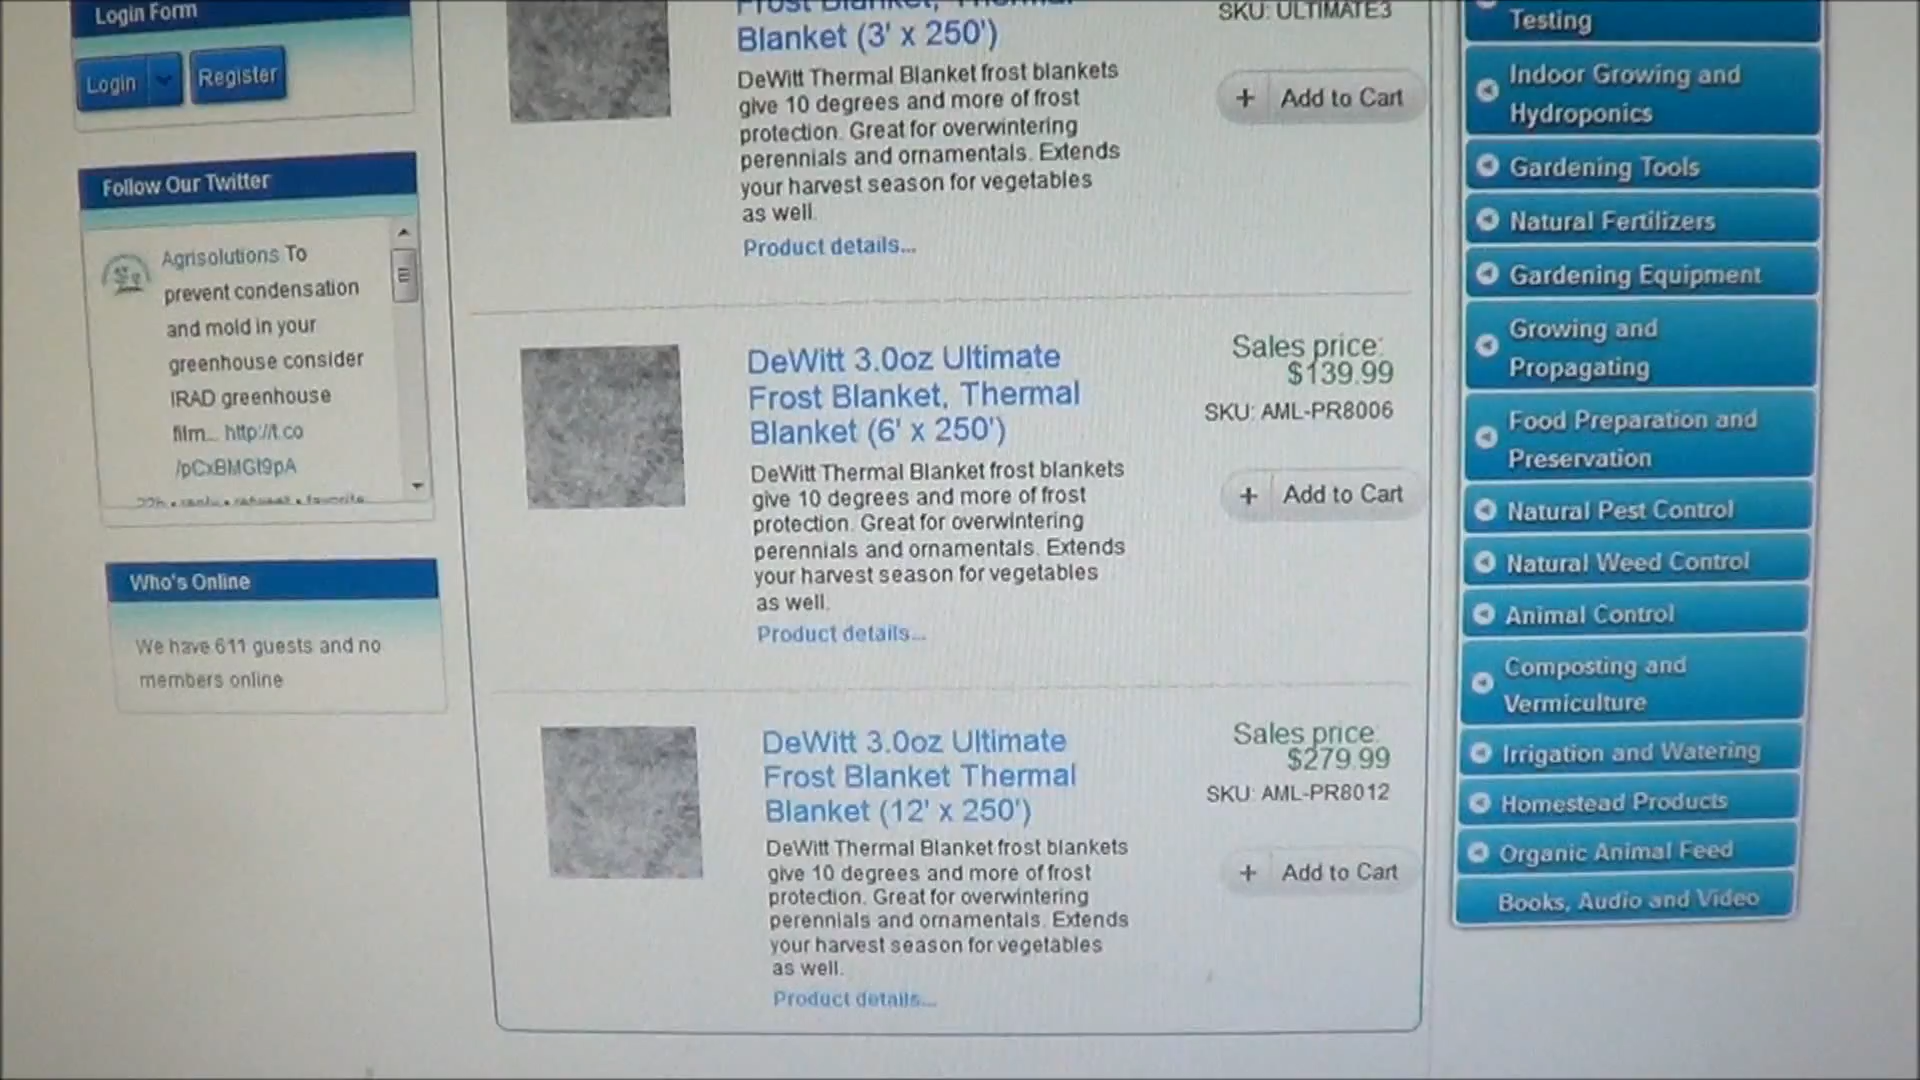 Login Form
Login
Register
Follow Our Twitter
Agrisolutions To
prevent condensation
and mold in your
greenhouse consider
IRAD greenhouse
film... http://t.co
/pCxBMGI9pA
22h • reply • retweet • favorite
Who's Online
We have 611 guests and no
members online
Frost Blanket, Thermal
Blanket (3' x 250')
DeWitt Thermal Blanket frost blankets
give 10 degrees and more of frost
protection. Great for overwintering
perennials and ornamentals. Extends
your harvest season for vegetables
as well.
Product details...
SKU: ULTIMATE3
+ Add to Cart
DeWitt 3.0oz Ultimate
Frost Blanket, Thermal
Blanket (6' x 250')
DeWitt Thermal Blanket frost blankets
give 10 degrees and more of frost
protection. Great for overwintering
perennials and ornamentals. Extends
your harvest season for vegetables
as well.
Product details...
Sales price:
$139.99
SKU: AML-PR8006
+ Add to Cart
DeWitt 3.0oz Ultimate
Frost Blanket Thermal
Blanket (12' x 250')
DeWitt Thermal Blanket frost blankets
give 10 degrees and more of frost
protection. Great for overwintering
perennials and ornamentals. Extends
your harvest season for vegetables
as well.
Product details...
Sales price:
$279.99
SKU: AML-PR8012
+ Add to Cart
Testing
Indoor Growing and
Hydroponics
Gardening Tools
Natural Fertilizers
Gardening Equipment
Growing and
Propagating
Food Preparation and
Preservation
Natural Pest Control
Natural Weed Control
Animal Control
Composting and
Vermiculture
Irrigation and Watering
Homestead Products
Organic Animal Feed
Books, Audio and Video